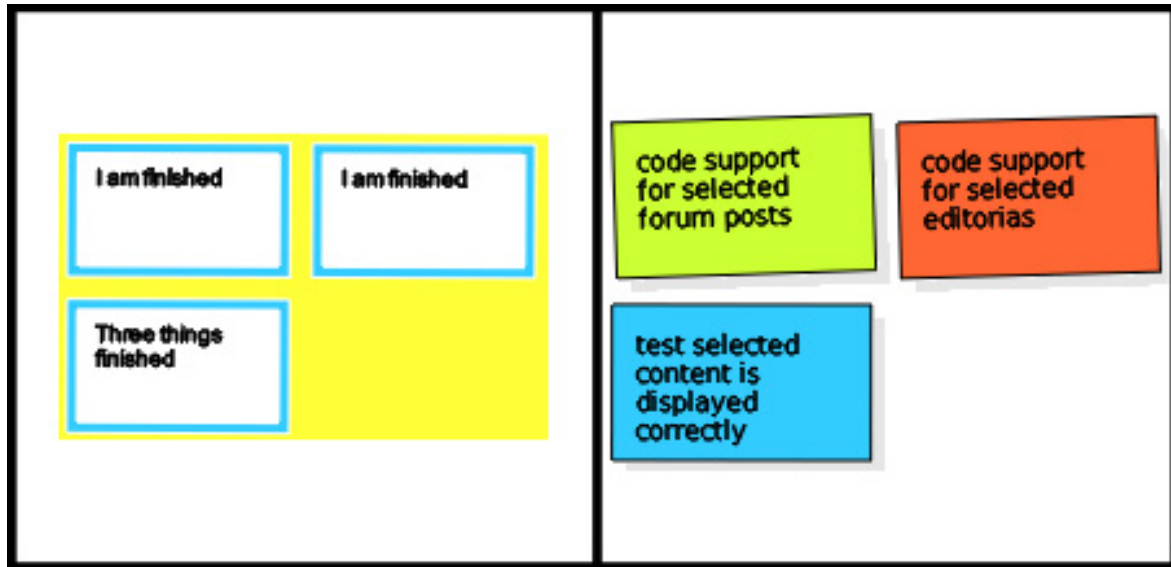 I am finished
I am finished
Three things
finished
code support
for selected
forum posts
code support
for selected
editorias
test selected
content is
displayed
correctly